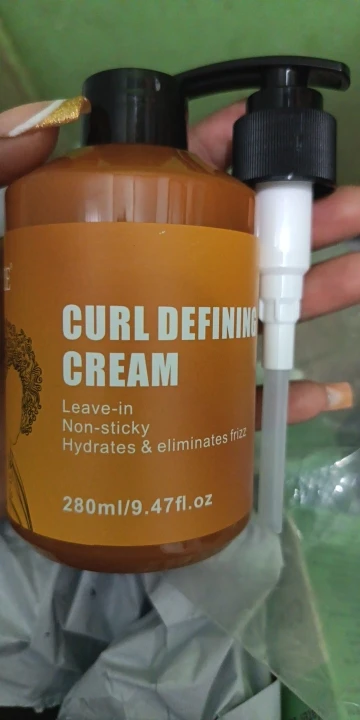 CURL DEFINING
CREAM
Leave-in
Non-sticky
Hydrates & eliminates frizz
280ml/9.47fl.oz